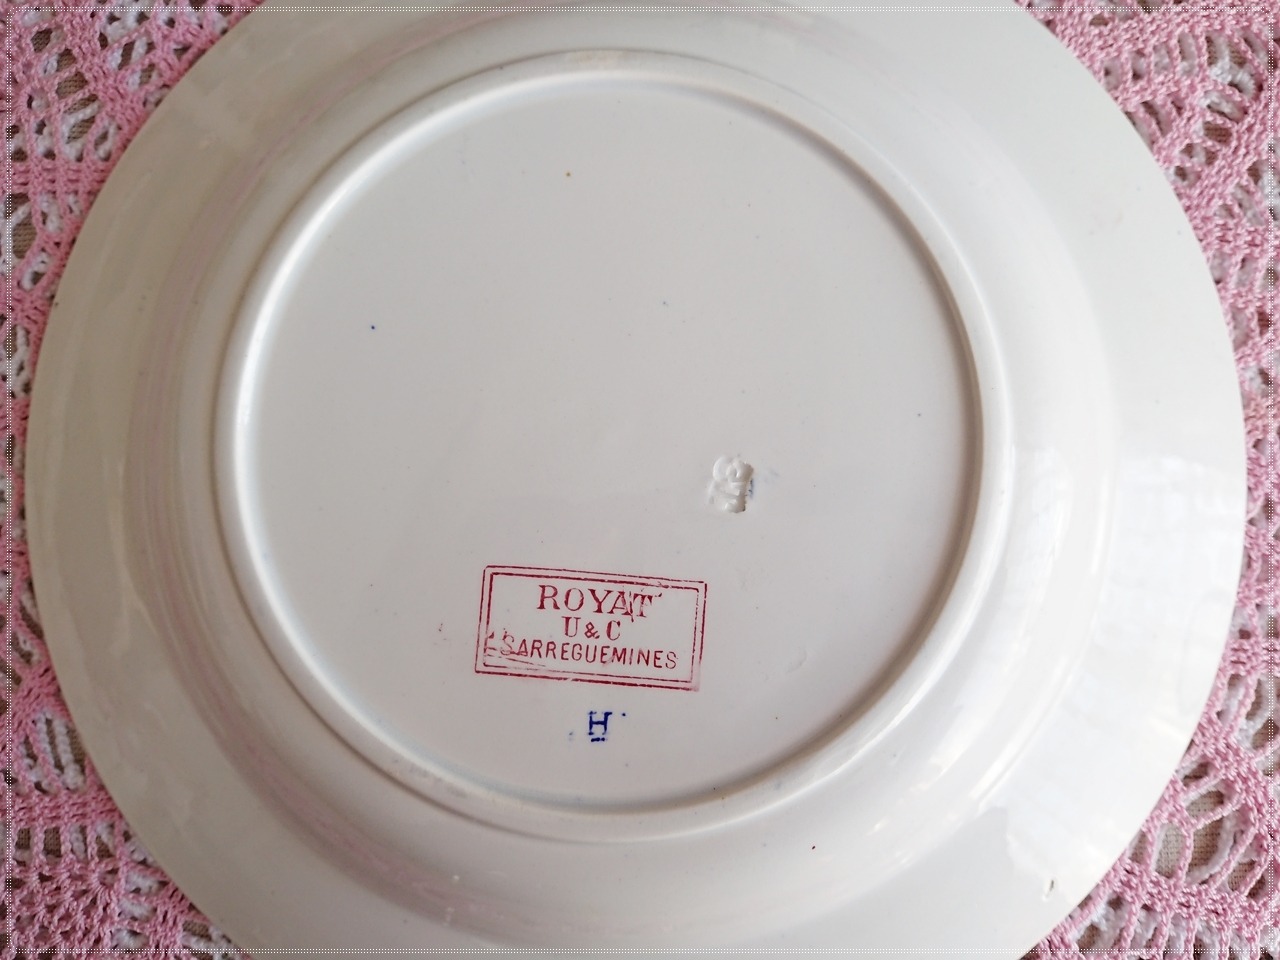 ROYAT
U & C
SARREGUEMINES
H